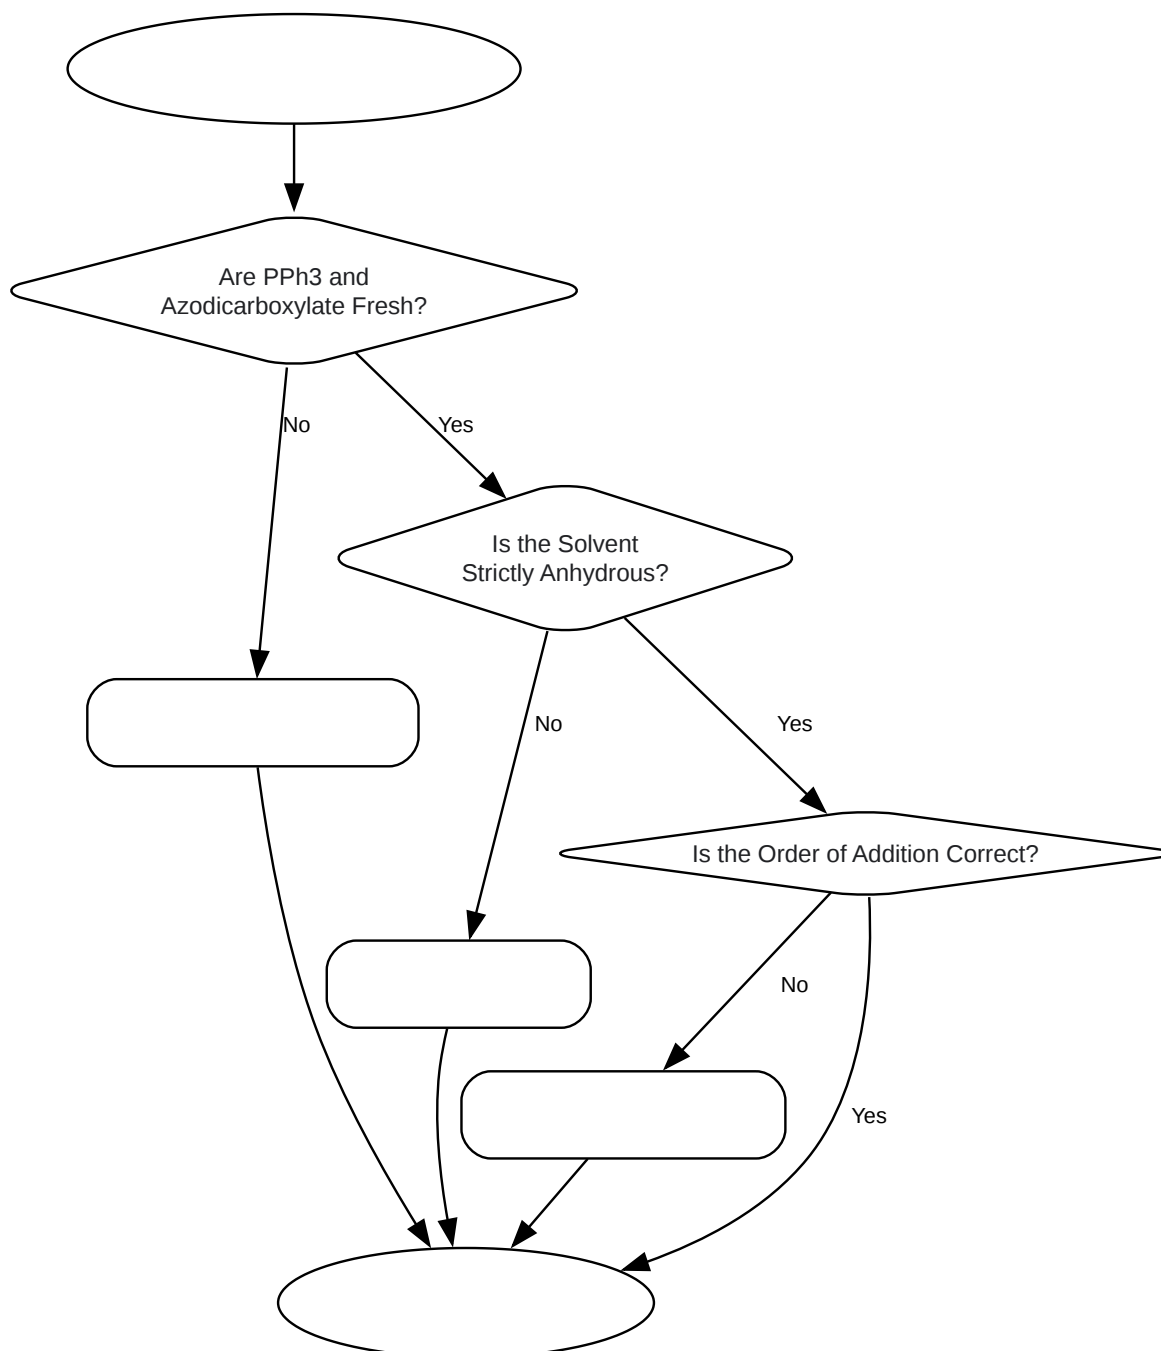 Are PPh3 and
Azodicarboxylate Fresh?
No
Yes
Is the Solvent
Strictly Anhydrous?
No
Yes
Is the Order of Addition Correct?
No
Yes